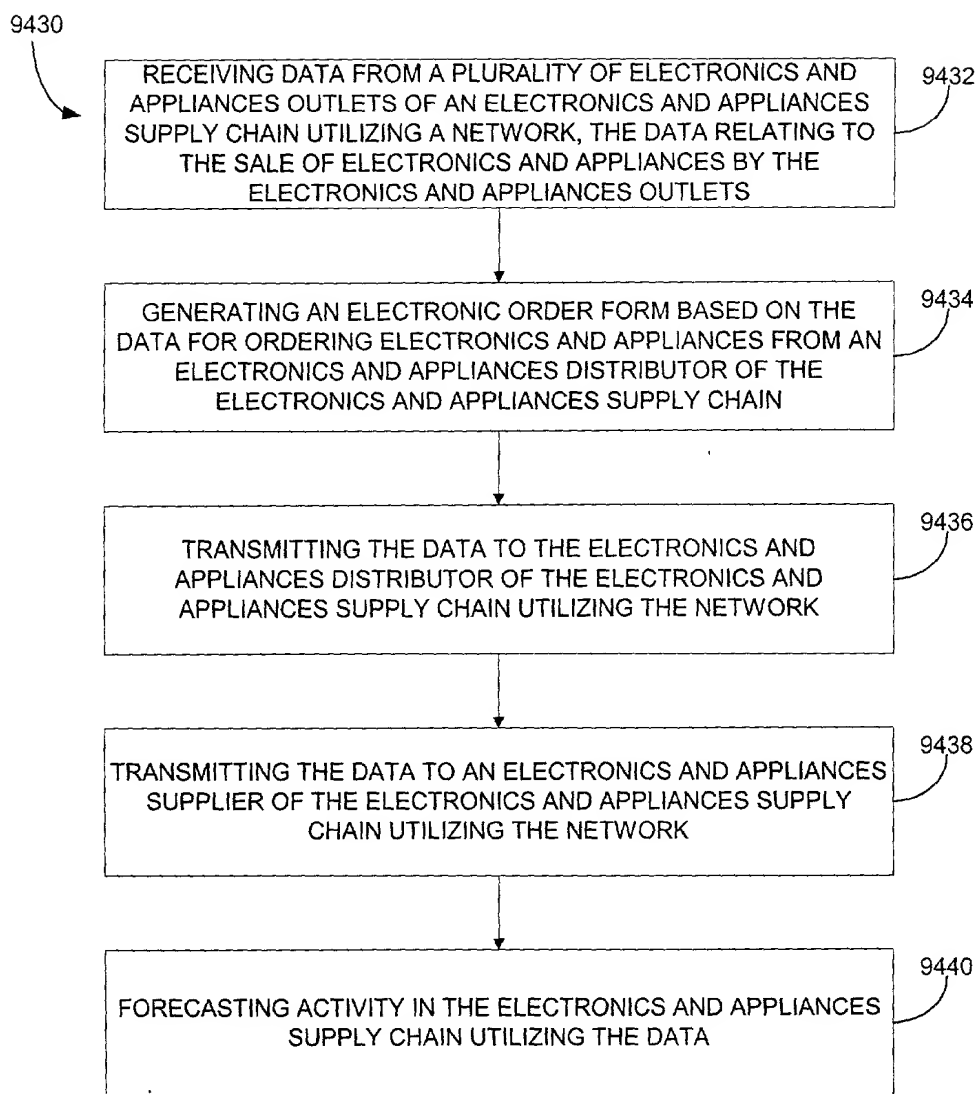 9430
RECEIVING DATA FROM A PLURALITY OF ELECTRONICS AND
APPLIANCES OUTLETS OF AN ELECTRONICS AND APPLIANCES
SUPPLY CHAIN UTILIZING A NETWORK, THE DATA RELATING TO
THE SALE OF ELECTRONICS AND APPLIANCES BY THE
ELECTRONICS AND APPLIANCES OUTLETS
9432
GENERATING AN ELECTRONIC ORDER FORM BASED ON THE
DATA FOR ORDERING ELECTRONICS AND APPLIANCES FROM AN
ELECTRONICS AND APPLIANCES DISTRIBUTOR OF THE
ELECTRONICS AND APPLIANCES SUPPLY CHAIN
9434
TRANSMITTING THE DATA TO THE ELECTRONICS AND
APPLIANCES DISTRIBUTOR OF THE ELECTRONICS AND
APPLIANCES SUPPLY CHAIN UTILIZING THE NETWORK
9436
TRANSMITTING THE DATA TO AN ELECTRONICS AND APPLIANCES
SUPPLIER OF THE ELECTRONICS AND APPLIANCES SUPPLY
CHAIN UTILIZING THE NETWORK
9438
FORECASTING ACTIVITY IN THE ELECTRONICS AND APPLIANCES
SUPPLY CHAIN UTILIZING THE DATA
9440